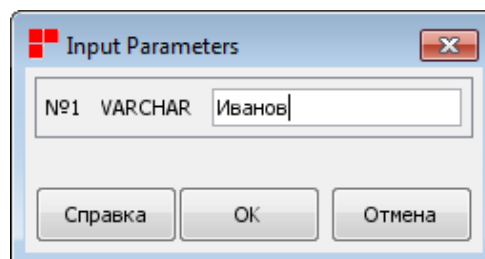 Input Parameters
№1 VARCHAR Иванов
Справка OK Отмена